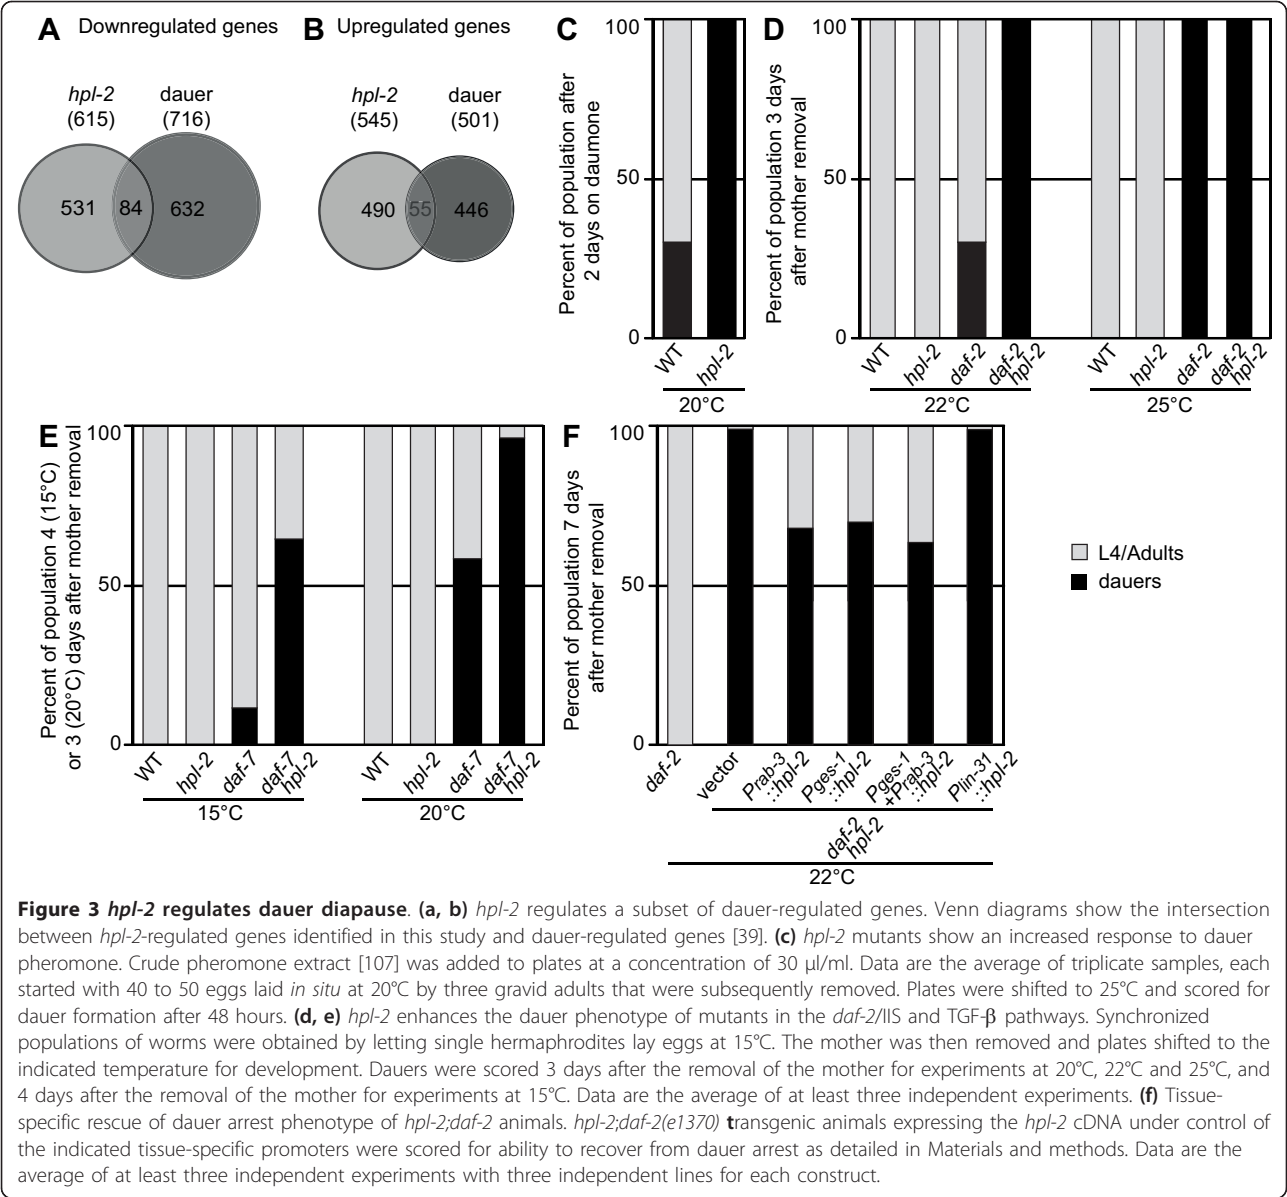 A Downregulated genes
hpl-2
(615)
dauer
(716)
531 84 632
B Upregulated genes
hpl-2
(545)
dauer
(501)
490 55 446
C
Percent of population after
2 days on daumone
100
50
0
WT
hpl-2
20°C
D
Percent of population 3 days
after mother removal
100
50
0
WT
hpl-2
daf-2
daf-2
hpl-2
22°C
WT
hpl-2
daf-2
daf-2
hpl-2
25°C
E
Percent of population 4 (15°C)
or 3 (20°C) days after mother removal
100
50
0
WT
hpl-2
daf-7
daf-7
hpl-2
15°C
WT
hpl-2
daf-7
daf-7
hpl-2
20°C
F
Percent of population 7 days
after mother removal
100
50
0
daf-2
vector
Prab-3
::hpl-2
Pges-1
::hpl-2
Pges-1
+Prab-3
::hpl-2
Plin-31
::hpl-2
daf-2
hpl-2
22°C
L4/Adults
dauers
Figure 3 hpl-2 regulates dauer diapause. (a, b) hpl-2 regulates a subset of dauer-regulated genes. Venn diagrams show the intersection
between hpl-2-regulated genes identified in this study and dauer-regulated genes [39]. (c) hpl-2 mutants show an increased response to dauer
pheromone. Crude pheromone extract [107] was added to plates at a concentration of 30 μl/ml. Data are the average of triplicate samples, each
started with 40 to 50 eggs laid in situ at 20°C by three gravid adults that were subsequently removed. Plates were shifted to 25°C and scored for
dauer formation after 48 hours. (d, e) hpl-2 enhances the dauer phenotype of mutants in the daf-2/IIS and TGF-β pathways. Synchronized
populations of worms were obtained by letting single hermaphrodites lay eggs at 15°C. The mother was then removed and plates shifted to the
indicated temperature for development. Dauers were scored 3 days after the removal of the mother for experiments at 20°C, 22°C and 25°C, and
4 days after the removal of the mother for experiments at 15°C. Data are the average of at least three independent experiments. (f) Tissue-
specific rescue of dauer arrest phenotype of hpl-2;daf-2 animals. hpl-2;daf-2(e1370) transgenic animals expressing the hpl-2 cDNA under control of
the indicated tissue-specific promoters were scored for ability to recover from dauer arrest as detailed in Materials and methods. Data are the
average of at least three independent experiments with three independent lines for each construct.